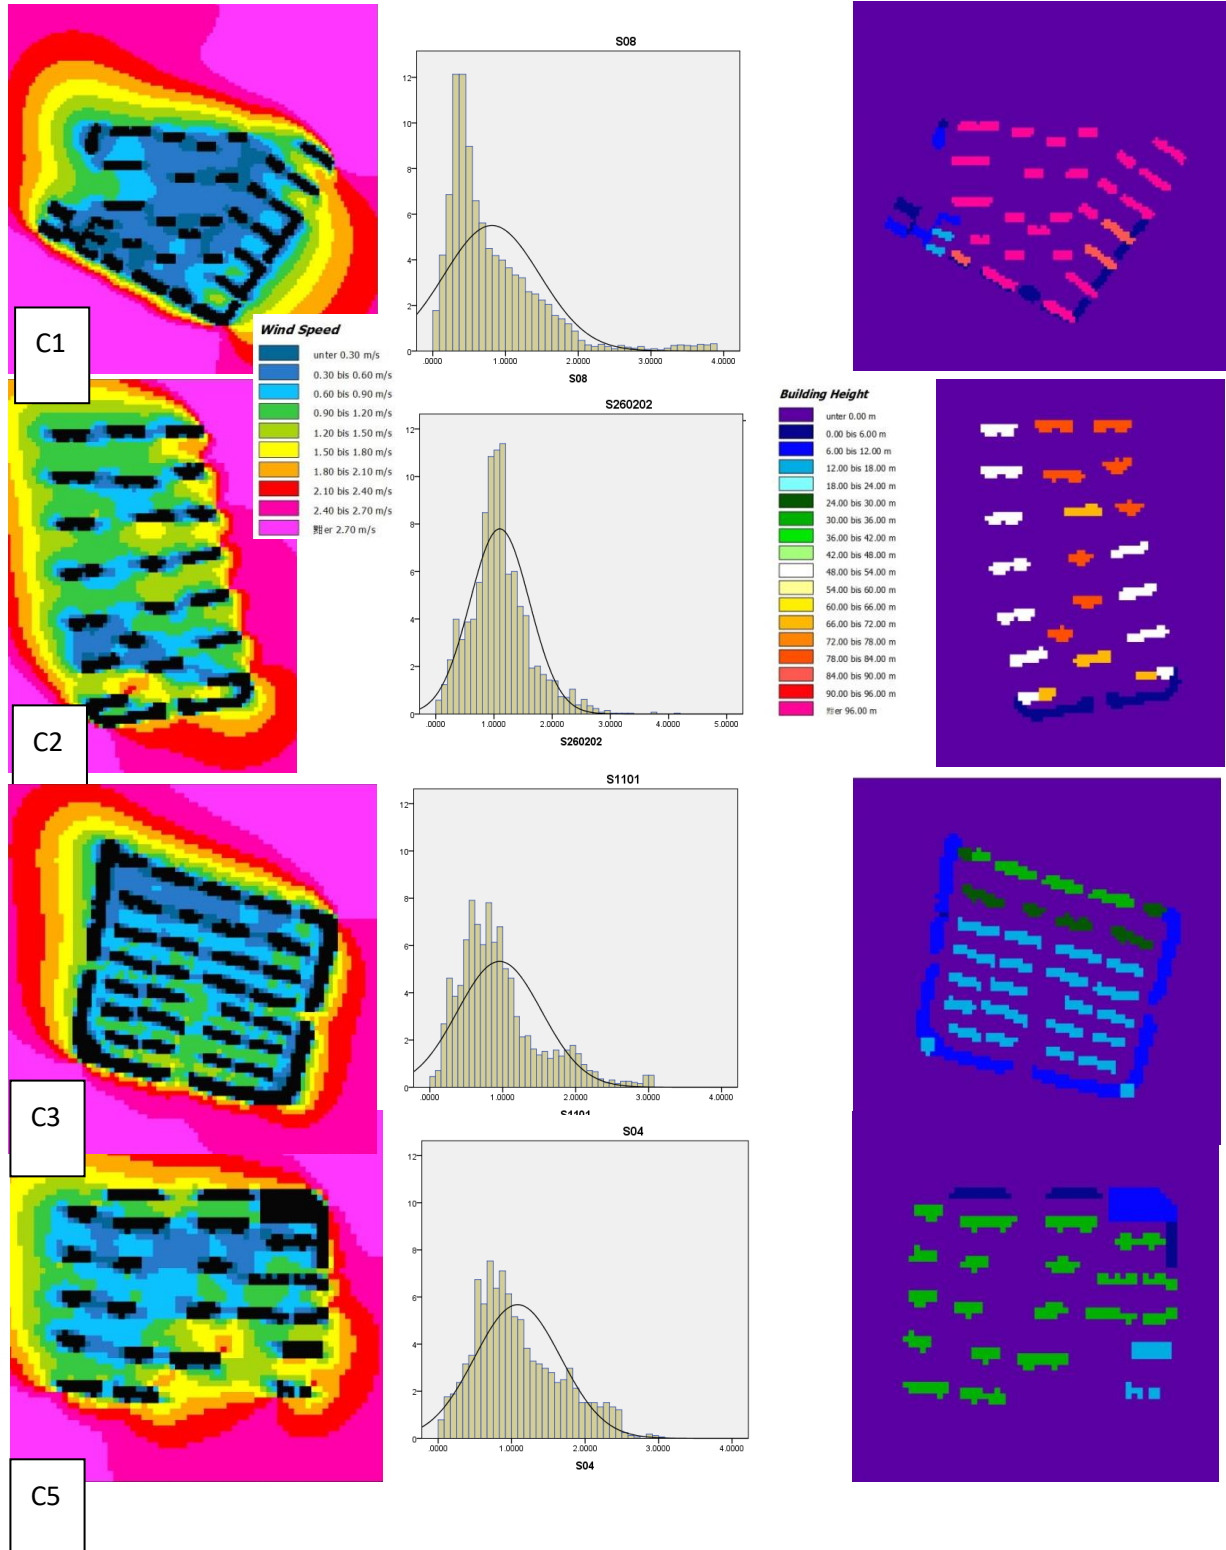 S08
12
10
8
6
4
2
0
.0000 1.0000 2.0000 3.0000 4.0000
S08
C1
Wind Speed
unter 0.30 m/s
0.30 bis 0.60 m/s
0.60 bis 0.90 m/s
0.90 bis 1.20 m/s
1.20 bis 1.50 m/s
1.50 bis 1.80 m/s
1.80 bis 2.10 m/s
2.10 bis 2.40 m/s
2.40 bis 2.70 m/s
er 2.70 m/s
S260202
12
10
8
6
4
2
0
.0000 1.0000 2.0000 3.0000 4.0000 5.0000
S260202
Building Height
unter 0.00 m
0.00 bis 6.00 m
6.00 bis 12.00 m
12.00 bis 18.00 m
18.00 bis 24.00 m
24.00 bis 30.00 m
30.00 bis 36.00 m
36.00 bis 42.00 m
42.00 bis 48.00 m
48.00 bis 54.00 m
54.00 bis 60.00 m
60.00 bis 66.00 m
66.00 bis 72.00 m
72.00 bis 78.00 m
78.00 bis 84.00 m
84.00 bis 90.00 m
90.00 bis 96.00 m
er 96.00 m
C2
S1101
12
10
8
6
4
2
0
.0000 1.0000 2.0000 3.0000 4.0000
S1101
C3
S04
12
10
8
6
4
2
0
.0000 1.0000 2.0000 3.0000 4.0000
S04
C5